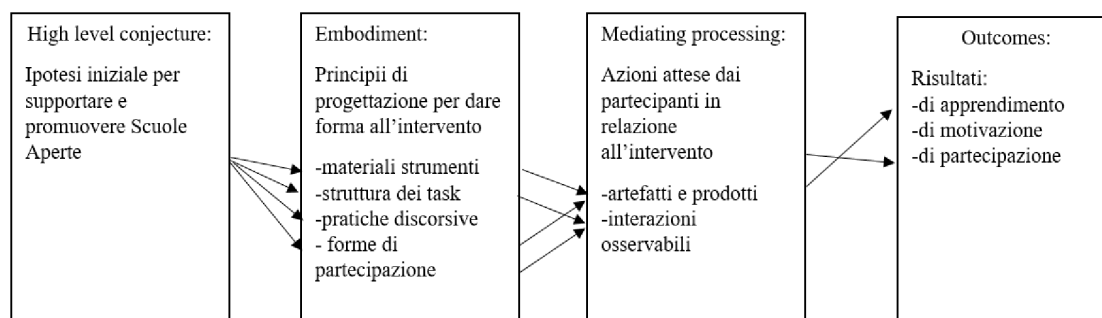 High level conjecture:
Ipotesi iniziale per
supportare e
promuovere Scuole
Aperte
Embodiment:
Principii di
progettazione per dare
forma all'intervento
-materiali strumenti
-struttura dei task
-pratiche discorsive
- forme di
partecipazione
Mediating processing:
Azioni attese dai
partecipanti in
relazione
all'intervento
-artefatti e prodotti
-interazioni
osservabili
Outcomes:
Risultati:
-di apprendimento
-di motivazione
-di partecipazione